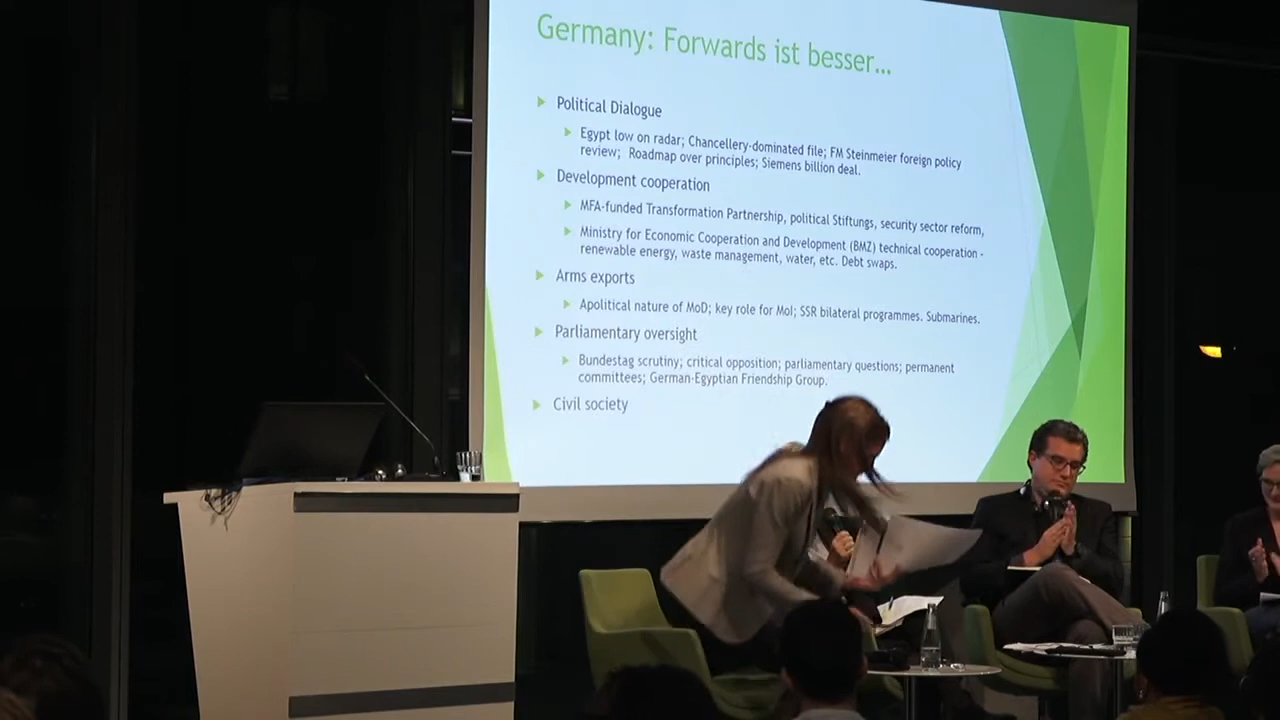 Germany: Forwards ist besser...
Political Dialogue
Egypt low on radar; Chancellery-dominated file; FM Steinmeier foreign policy
review; Roadmap over principles; Siemens billion deal.
Development cooperation
MFA-funded Transformation Partnership, political Stiftungs, security sector reform,
Ministry for Economic Cooperation and Development (BMZ) technical cooperation -
renewable energy, waste management, water, etc. Debt swaps.
Arms exports
Apolitical nature of MoD; key role for MoI; SSR bilateral programmes. Submarines.
Parliamentary oversight
Bundestag scrutiny; critical opposition; parliamentary questions; permanent
committees; German-Egyptian Friendship Group.
Civil society